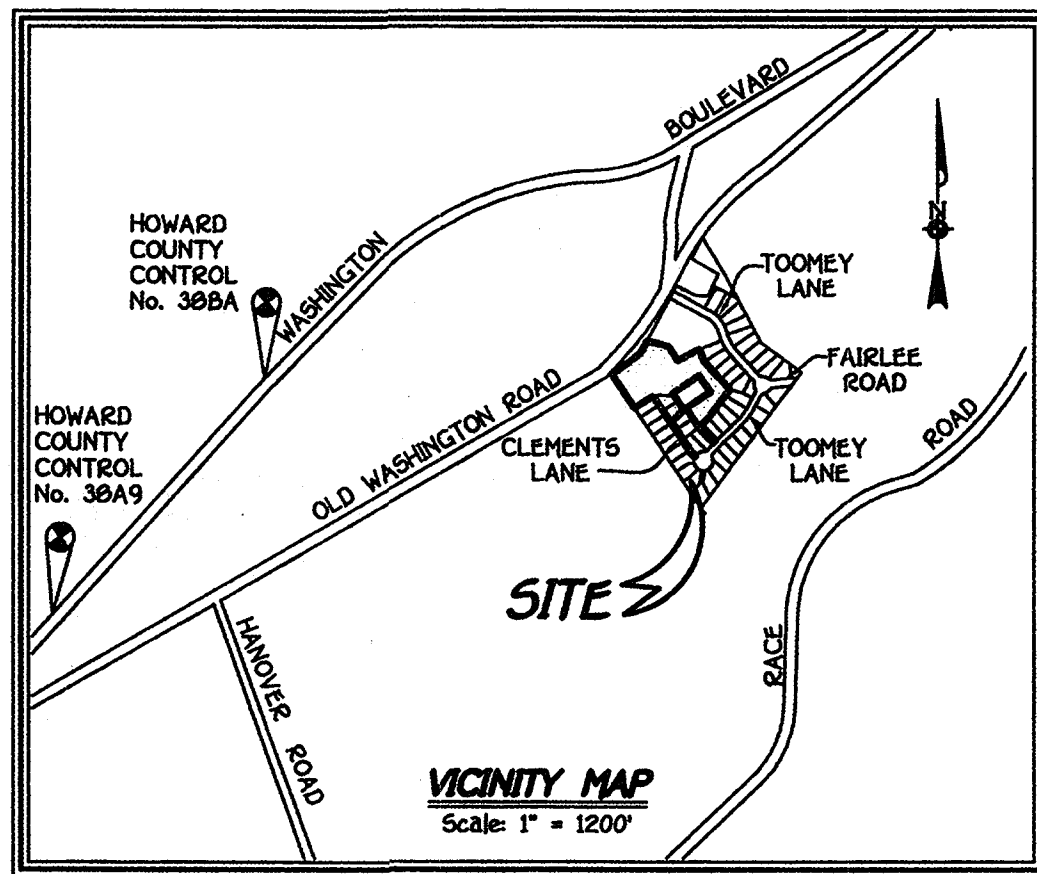 BOULEVARD
WASHINGTON
HOWARD
COUNTY
CONTROL
No. 38BA
N
TOOMEY
LANE
FAIRLEE
ROAD
HOWARD
COUNTY
CONTROL
No. 38A9
OLD WASHINGTON ROAD
CLEMENTS
LANE
TOOMEY
LANE
ROAD
SITE
RACE
HANOVER ROAD
VICINITY MAP
Scale: 1" = 1200'